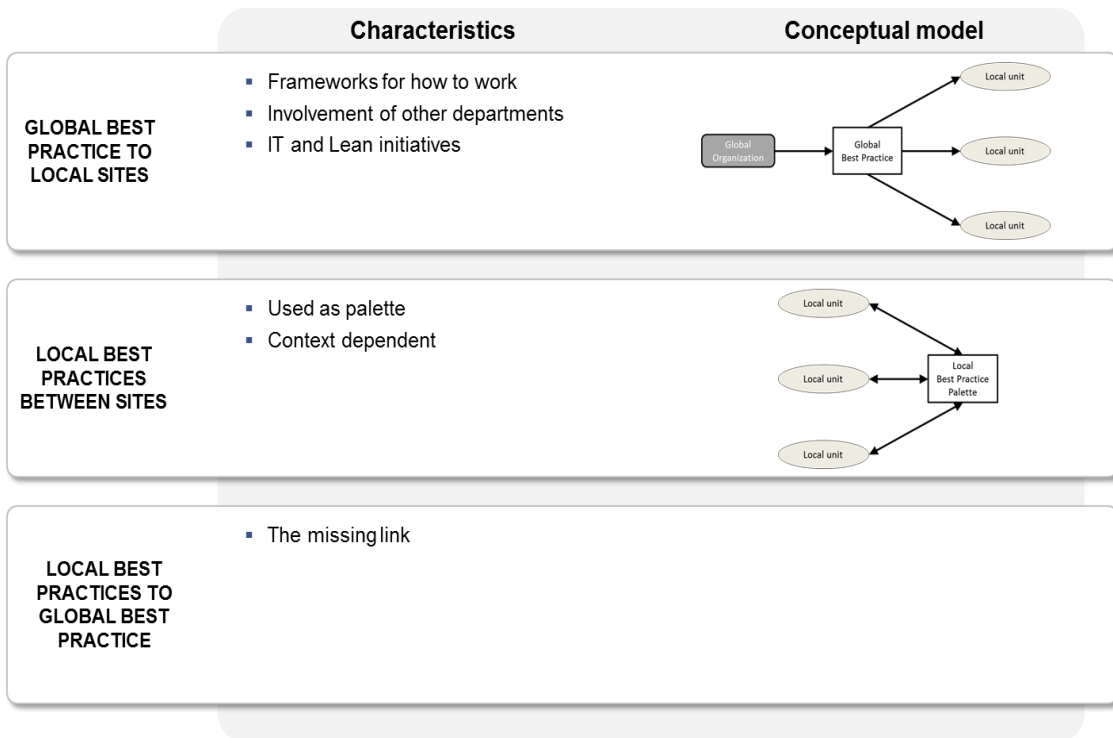 Characteristics
Conceptual model
GLOBAL BEST
PRACTICE TO
LOCAL SITES
▪ Frameworks for how to work
▪ Involvement of other departments
▪ IT and Lean initiatives
Local unit
Global
Organization
Global
Best Practice
Local unit
Local unit
LOCAL BEST
PRACTICES
BETWEEN SITES
▪ Used as palette
▪ Context dependent
Local unit
Local unit
Local
Best Practice
Palette
Local unit
LOCAL BEST
PRACTICES TO
GLOBAL BEST
PRACTICE
▪ The missing link